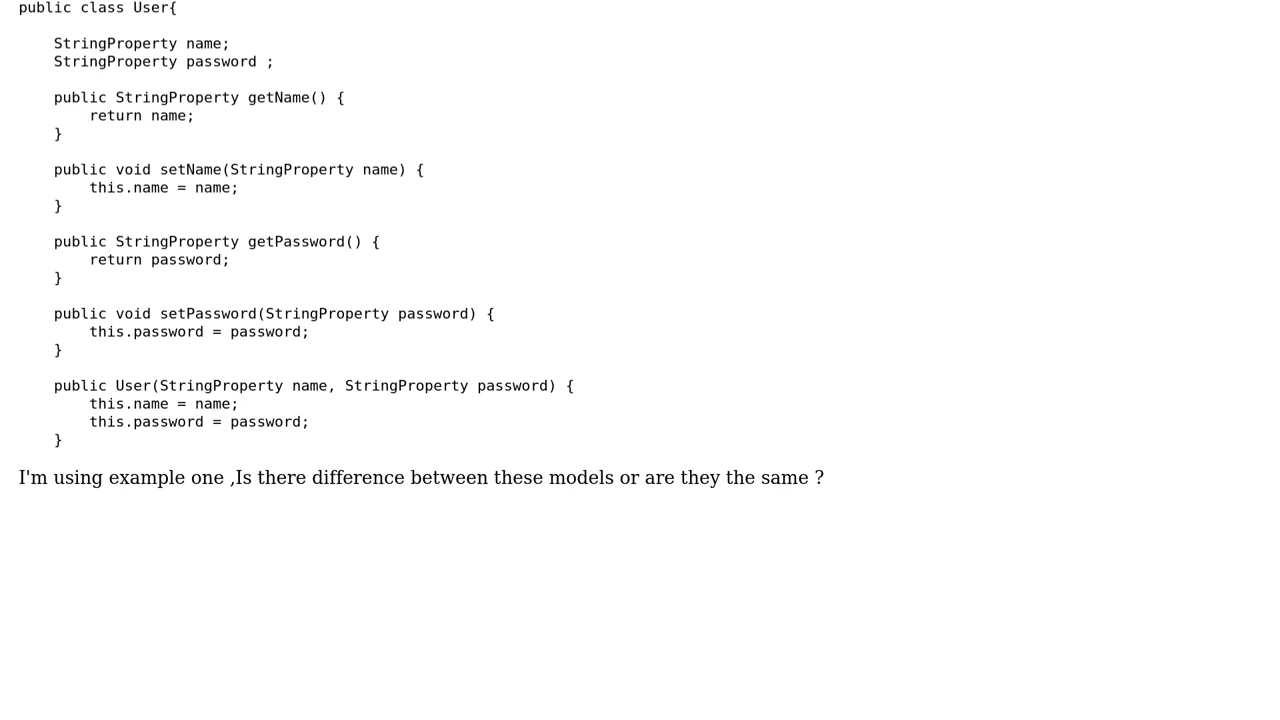 public class User{
StringProperty name;
StringProperty password ;
public StringProperty getName() {
return name;
}
public void setName(StringProperty name) {
this.name = name;
}
public StringProperty getPassword() {
return password;
}
public void setPassword(StringProperty password) {
this.password = password;
}
public User(StringProperty name, StringProperty password) {
this.name = name;
this.password = password;
}
I'm using example one ,Is there difference between these models or are they the same ?